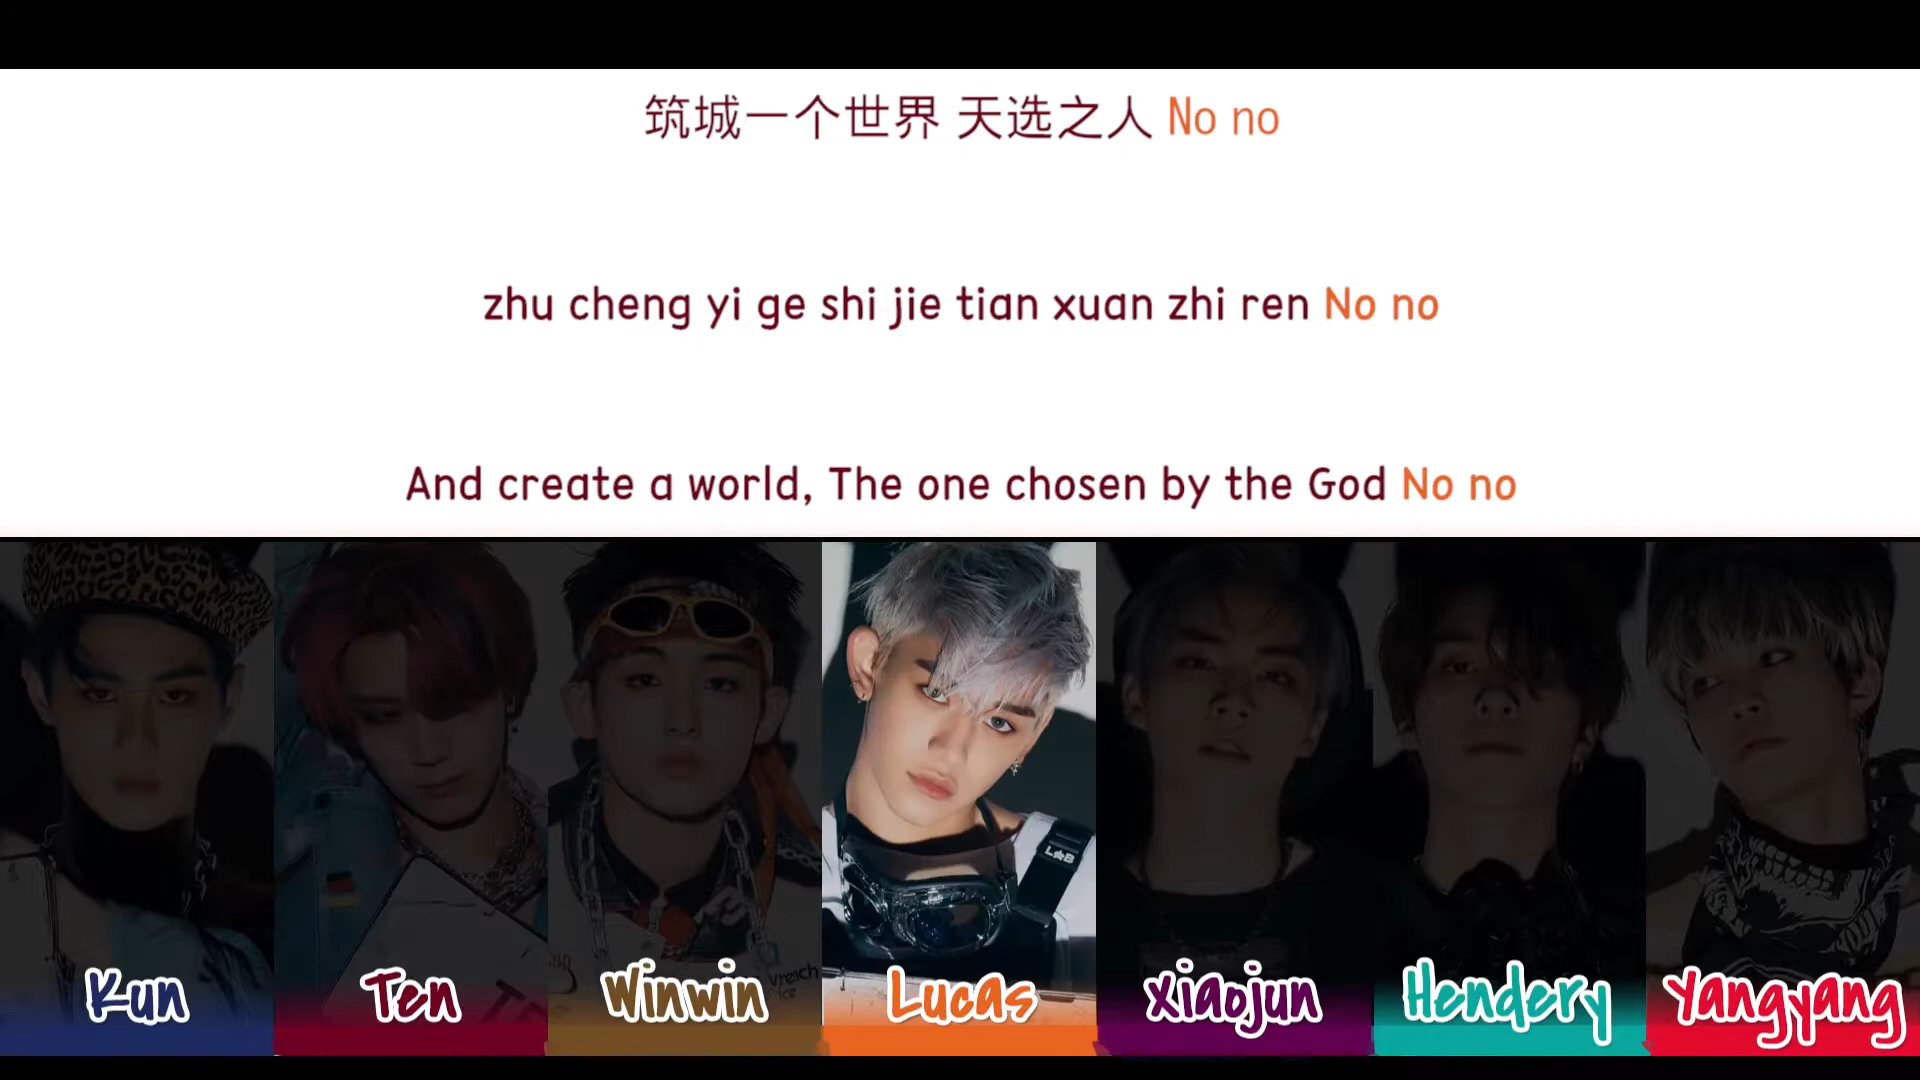 筑城一个世界 天选之人 No no
zhu cheng yi ge shi jie tian xuan zhi ren No no
And create a world, The one chosen by the God No no
L★B
Kun
Ten
Winwin
Lucas
Xiaojun
Hendery
Yangyang